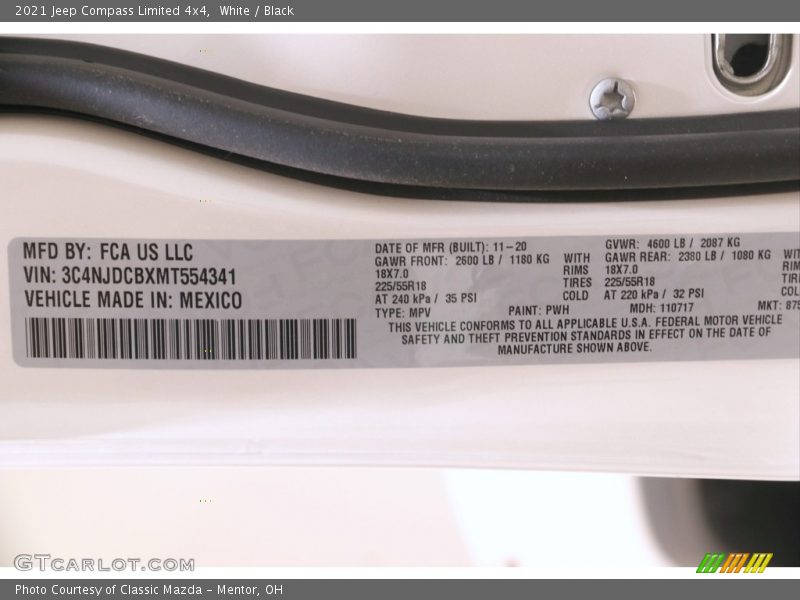 2021 Jeep Compass Limited 4x4, White / Black
MFD BY: FCA US LLC
VIN: 3C4NJDCBXMT554341
VEHICLE MADE IN: MEXICO
DATE OF MFR (BUILT): 11-20
GAWR FRONT: 2600 LB / 1180 KG WITH
18X7.0 RIMS
225/55R18 TIRES
AT 240 kPa / 35 PSI COLD
TYPE: MPV PAINT: PWH
GVWR: 4600 LB / 2087 KG
GAWR REAR: 2380 LB / 1080 KG
18X7.0
225/55R18
AT 220 kPa / 32 PSI
MDH: 110717 MKT:
THIS VEHICLE CONFORMS TO ALL APPLICABLE U.S.A. FEDERAL MOTOR VEHICLE
SAFETY AND THEFT PREVENTION STANDARDS IN EFFECT ON THE DATE OF
MANUFACTURE SHOWN ABOVE.
GTCARLOT.COM
Photo Courtesy of Classic Mazda - Mentor, OH